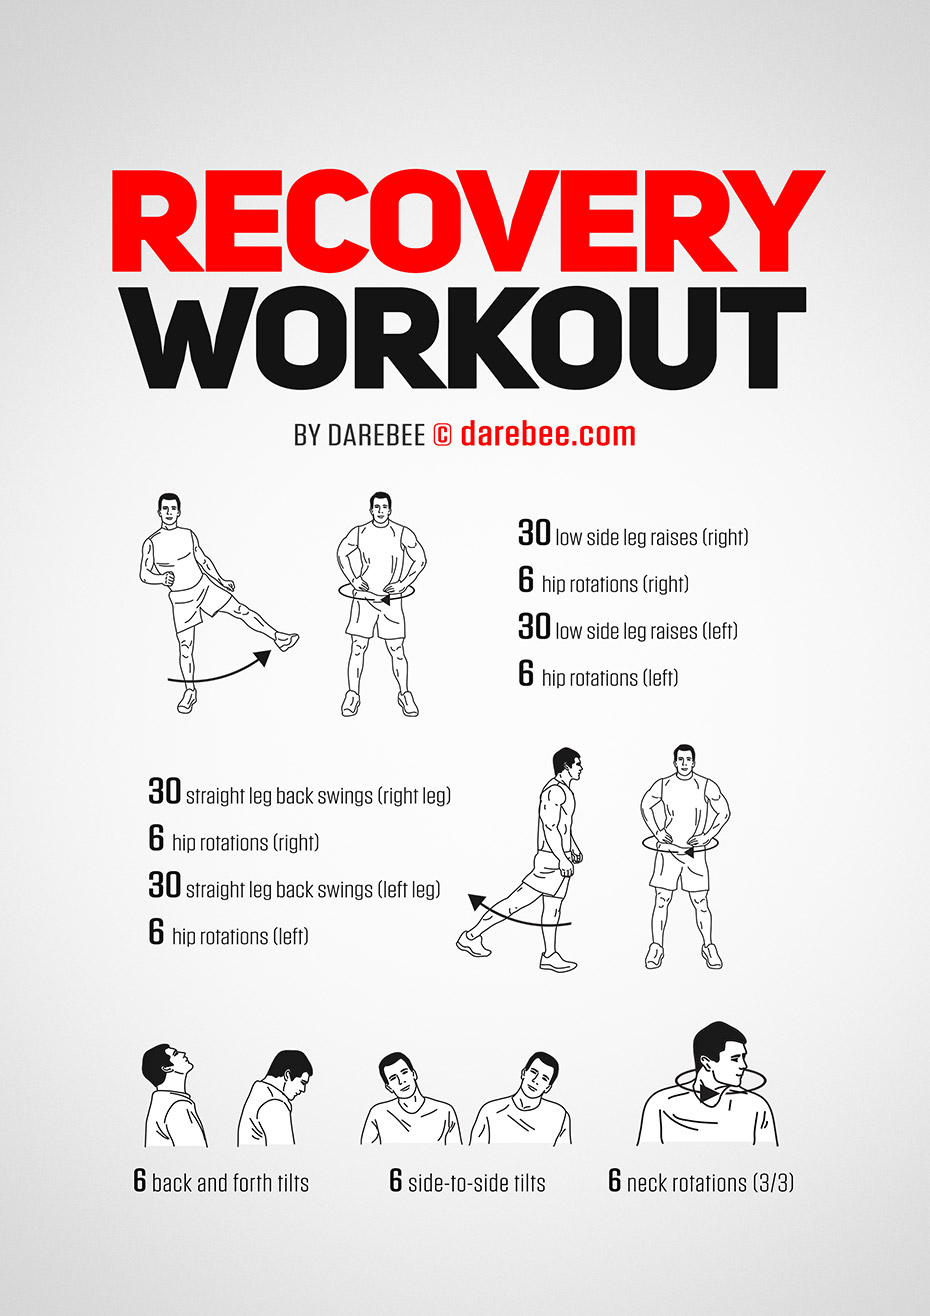 RECOVERY
WORKOUT
BY DAREBEE © darebee.com
30 low side leg raises (right)
6 hip rotations (right)
30 low side leg raises (left)
6 hip rotations (left)
30 straight leg back swings (right leg)
6 hip rotations (right)
30 straight leg back swings (left leg)
6 hip rotations (left)
6 back and forth tilts
6 side-to-side tilts
6 neck rotations (3/3)